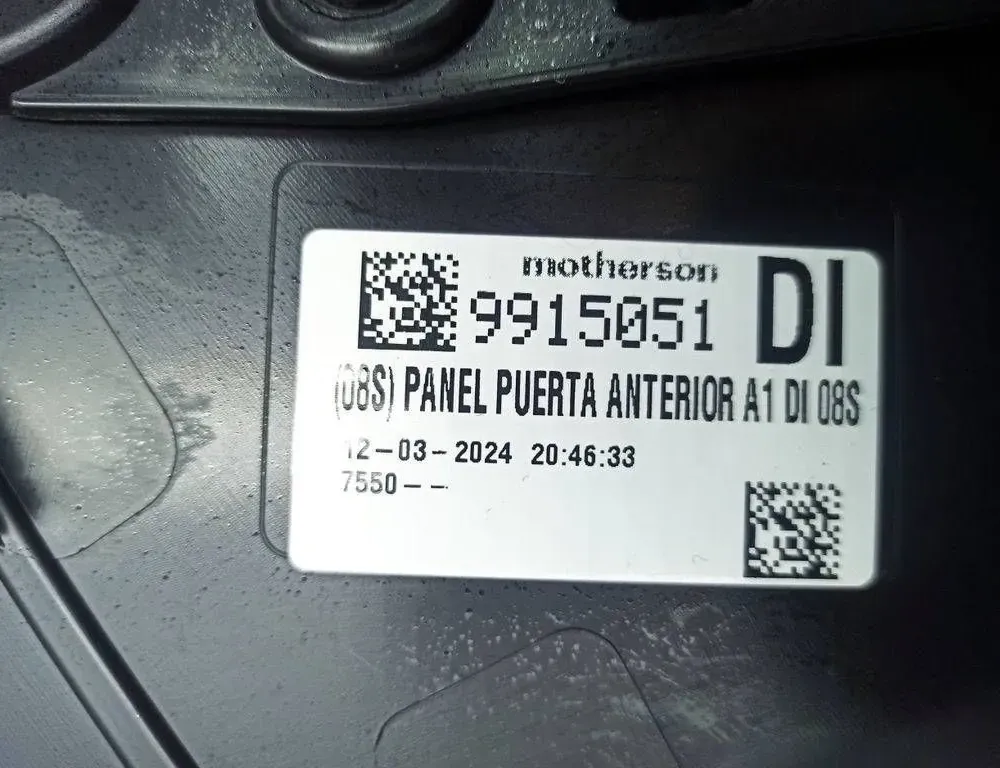 motherson
9915051
DI
(08S) PANEL PUERTA ANTERIOR A1 DI 08S
12-03-2024 20:46:33
7550--